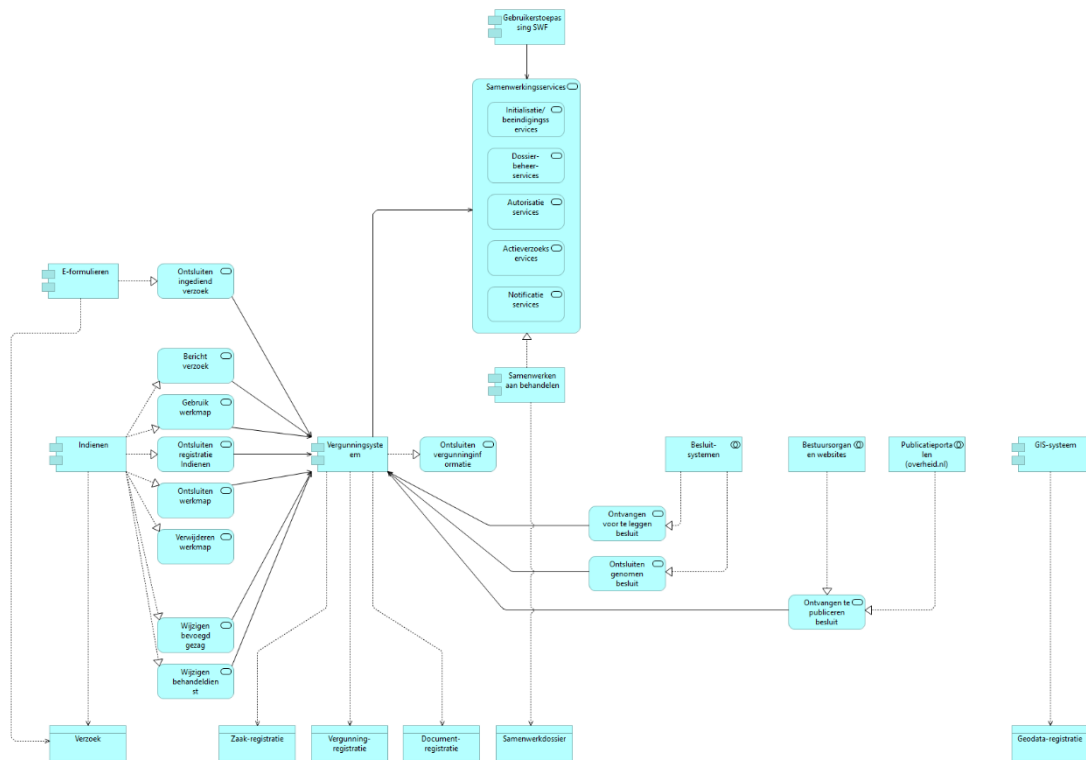 Gebruikerstoepas
sing SWF
Samenwerkingsservices
Initialisatie/
beeindigingss
ervices
Dossier-
beheer-
services
Autorisatie
services
Actieverzoeks
ervices
Notificatie
services
E-formulieren
Ontsluiten
ingediend
verzoek
Bericht
verzoek
Samenwerken
aan behandelen
Gebruik
werkmap
Indienen
Ontsluiten
registratie
Indienen
Vergunningsyste
em
Ontsluiten
vergunninginf
ormatie
Besluit-
systemen
Bestuursorgan
en websites
Publicatieporta
len
(overheid.nl)
GIS-systeem
Ontsluiten
werkmap
Verwijderen
werkmap
Ontvangen
voor te leggen
besluit
Ontsluiten
genomen
besluit
Ontvangen te
publiceren
besluit
Wijzigen
bevoegd
gezag
Wijzigen
behandeldien
st
Verzoek
Zaak-registratie
Vergunning-
registratie
Document-
registratie
Samenwerkdossier
Geodata-registratie